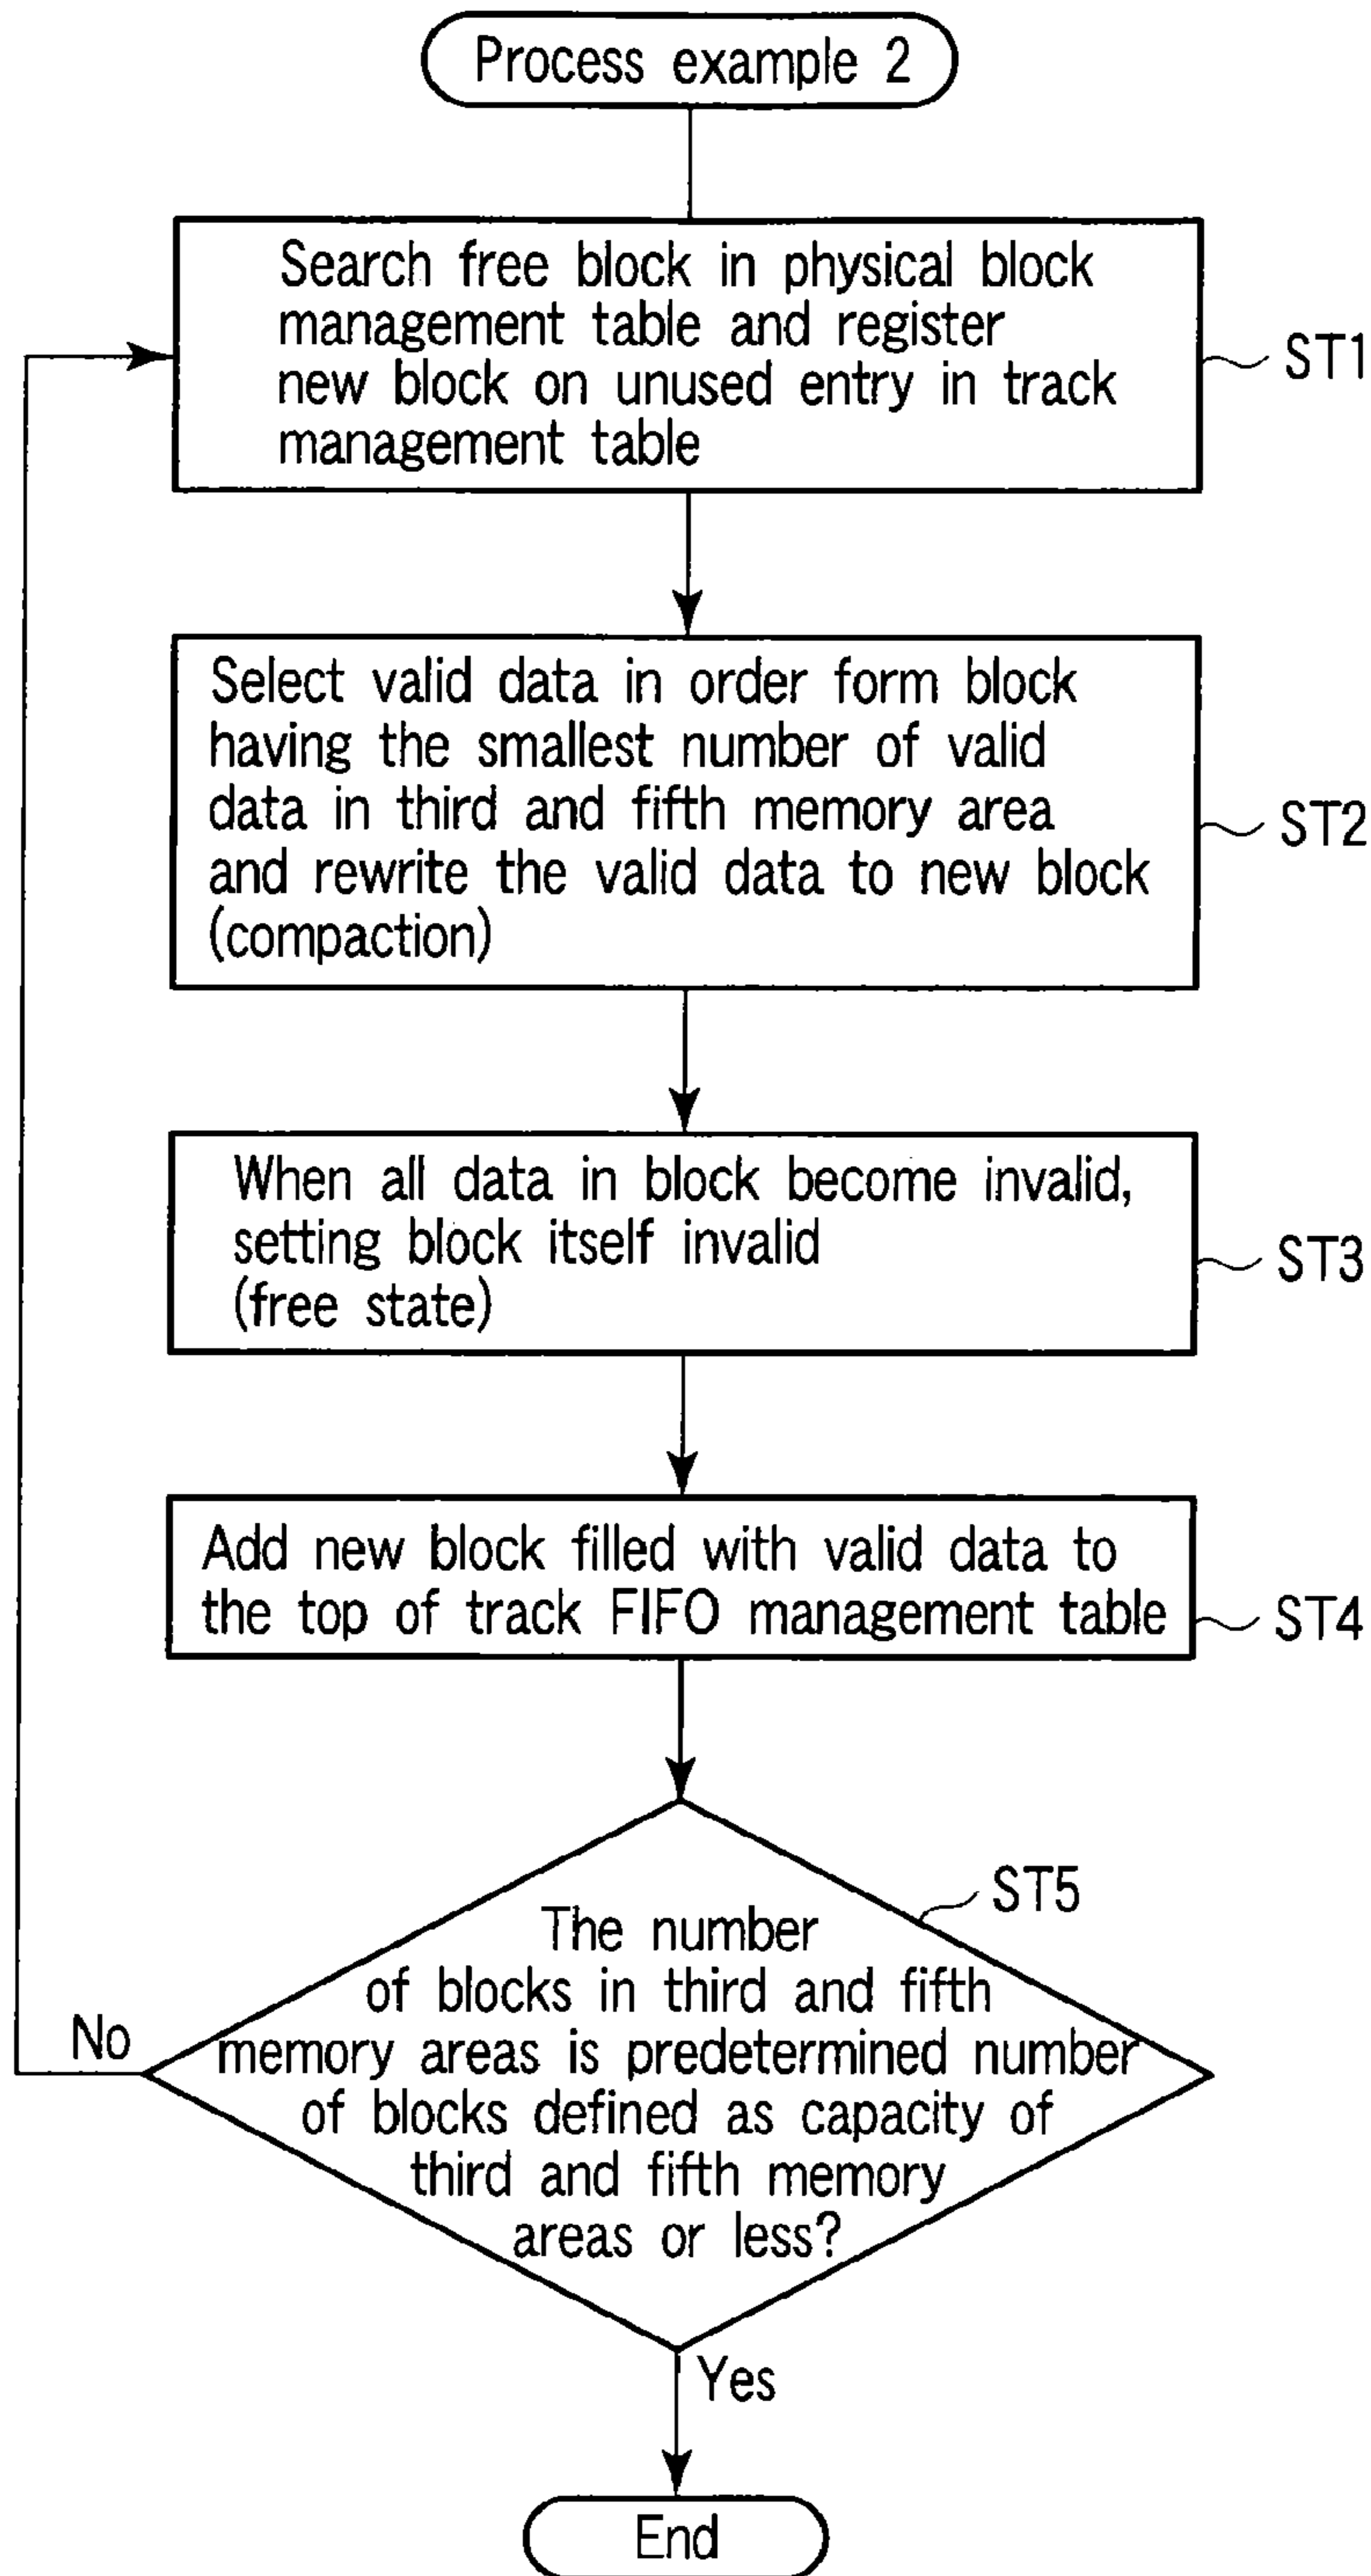 Process example 2
Search free block in physical block
management table and register
new block on unused entry in track
management table
ST1
Select valid data in order form block
having the smallest number of valid
data in third and fifth memory area
and rewrite the valid data to new block
(compaction)
ST2
When all data in block become invalid,
setting block itself invalid
(free state)
ST3
Add new block filled with valid data to
the top of track FIFO management table
ST4
ST5
The number
of blocks in third and fifth
memory areas is predetermined number
of blocks defined as capacity of
third and fifth memory
areas or less?
No
Yes
End